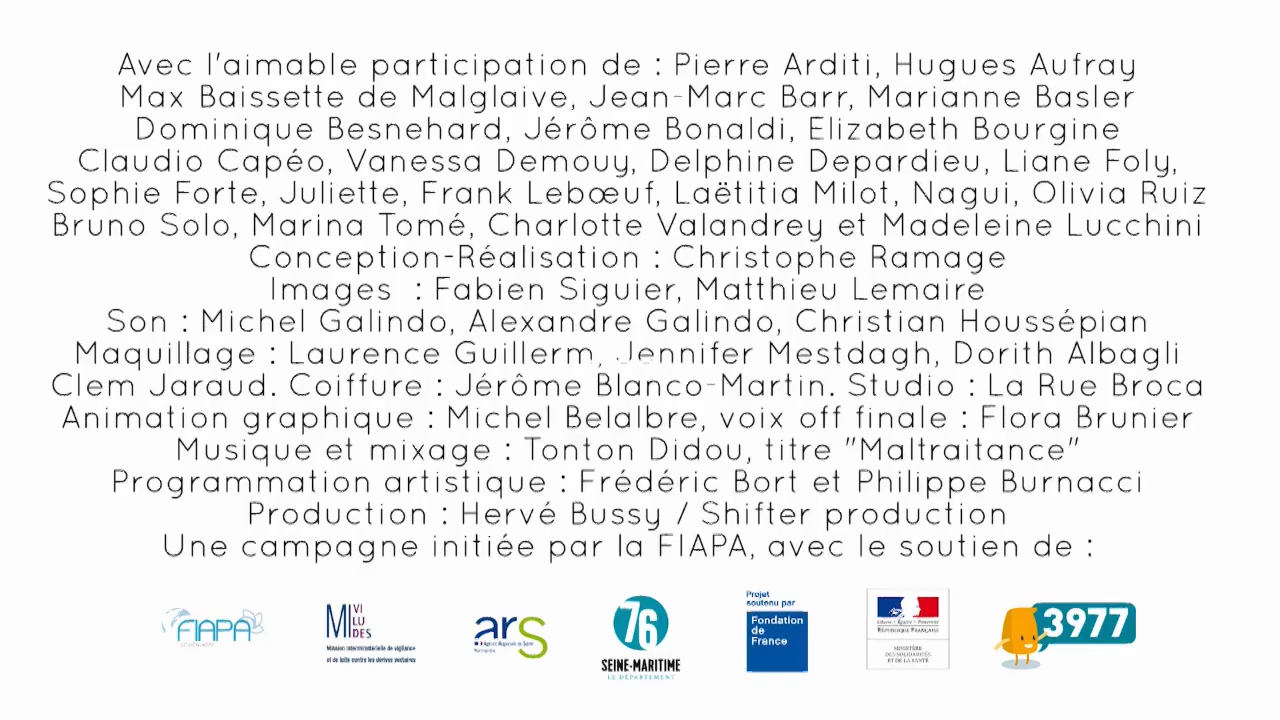 Avec l'aimable participation de : Pierre Arditi, Hugues Aufray
Max Baissette de Malglaive, Jean-Marc Barr, Marianne Basler
Dominique Besnehard, Jérôme Bonaldi, Elizabeth Bourgine
Claudio Capéo, Vanessa Demouy, Delphine Depardieu, Liane Foly,
Sophie Forte, Juliette, Frank Lebœuf, Laëtitia Milot, Nagui, Olivia Ruiz
Bruno Solo, Marina Tomé, Charlotte Valandrey et Madeleine Lucchini
Conception-Réalisation : Christophe Ramage
Images : Fabien Siguier, Matthieu Lemaire
Son : Michel Galindo, Alexandre Galindo, Christian Houssépian
Maquillage : Laurence Guillerm, Jennifer Mestdagh, Dorith Albagli
Clem Jaraud. Coiffure : Jérôme Blanco-Martin. Studio : La Rue Broca
Animation graphique : Michel Belalbre, voix off finale : Flora Brunier
Musique et mixage : Tonton Didou, titre "Maltraitance"
Programmation artistique : Frédéric Bort et Philippe Burnacci
Production : Hervé Bussy / Shifter production
Une campagne initiée par la FIAPA, avec le soutien de :
FIAPA
MIVILUDES
Mission interministérielle de vigilance
et de lutte contre les dérives sectaires
ars
Agence Régionale de Santé
Normandie
76
SEINE-MARITIME
LE DÉPARTEMENT
Projet
soutenu par
Fondation
de
France
Liberté • Égalité • Fraternité
RÉPUBLIQUE FRANÇAISE
MINISTÈRE
DES SOLIDARITÉS
ET DE LA SANTÉ
3977